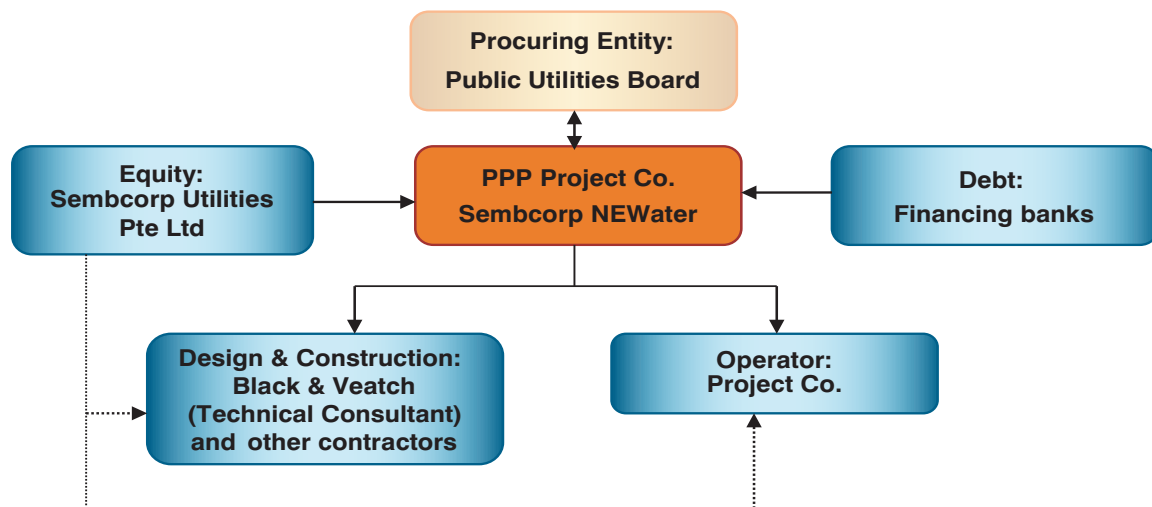 Procuring Entity:
Public Utilities Board
Equity:
Sembcorp Utilities
Pte Ltd
PPP Project Co.
Sembcorp NEWater
Debt:
Financing banks
Design & Construction:
Black & Veatch
(Technical Consultant)
and other contractors
Operator:
Project Co.